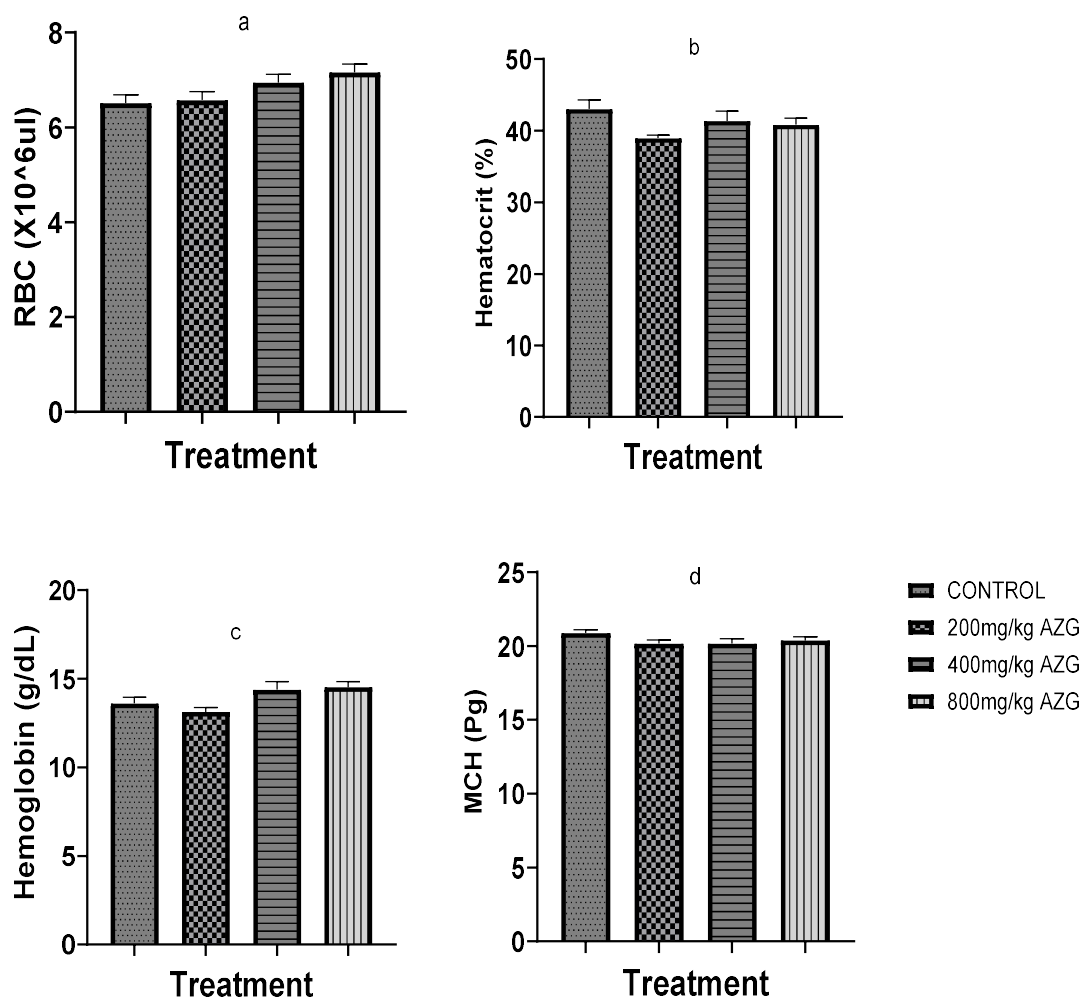 a
8
6
4
2
0
RBC (X10^6ul)
Treatment
b
50
40
30
20
10
0
Hematocrit (%)
Treatment
c
20
15
10
5
0
Hemoglobin (g/dL)
Treatment
d
25
20
15
10
5
0
MCH (Pg)
Treatment
CONTROL
200mg/kg AZG
400mg/kg AZG
800mg/kg AZG